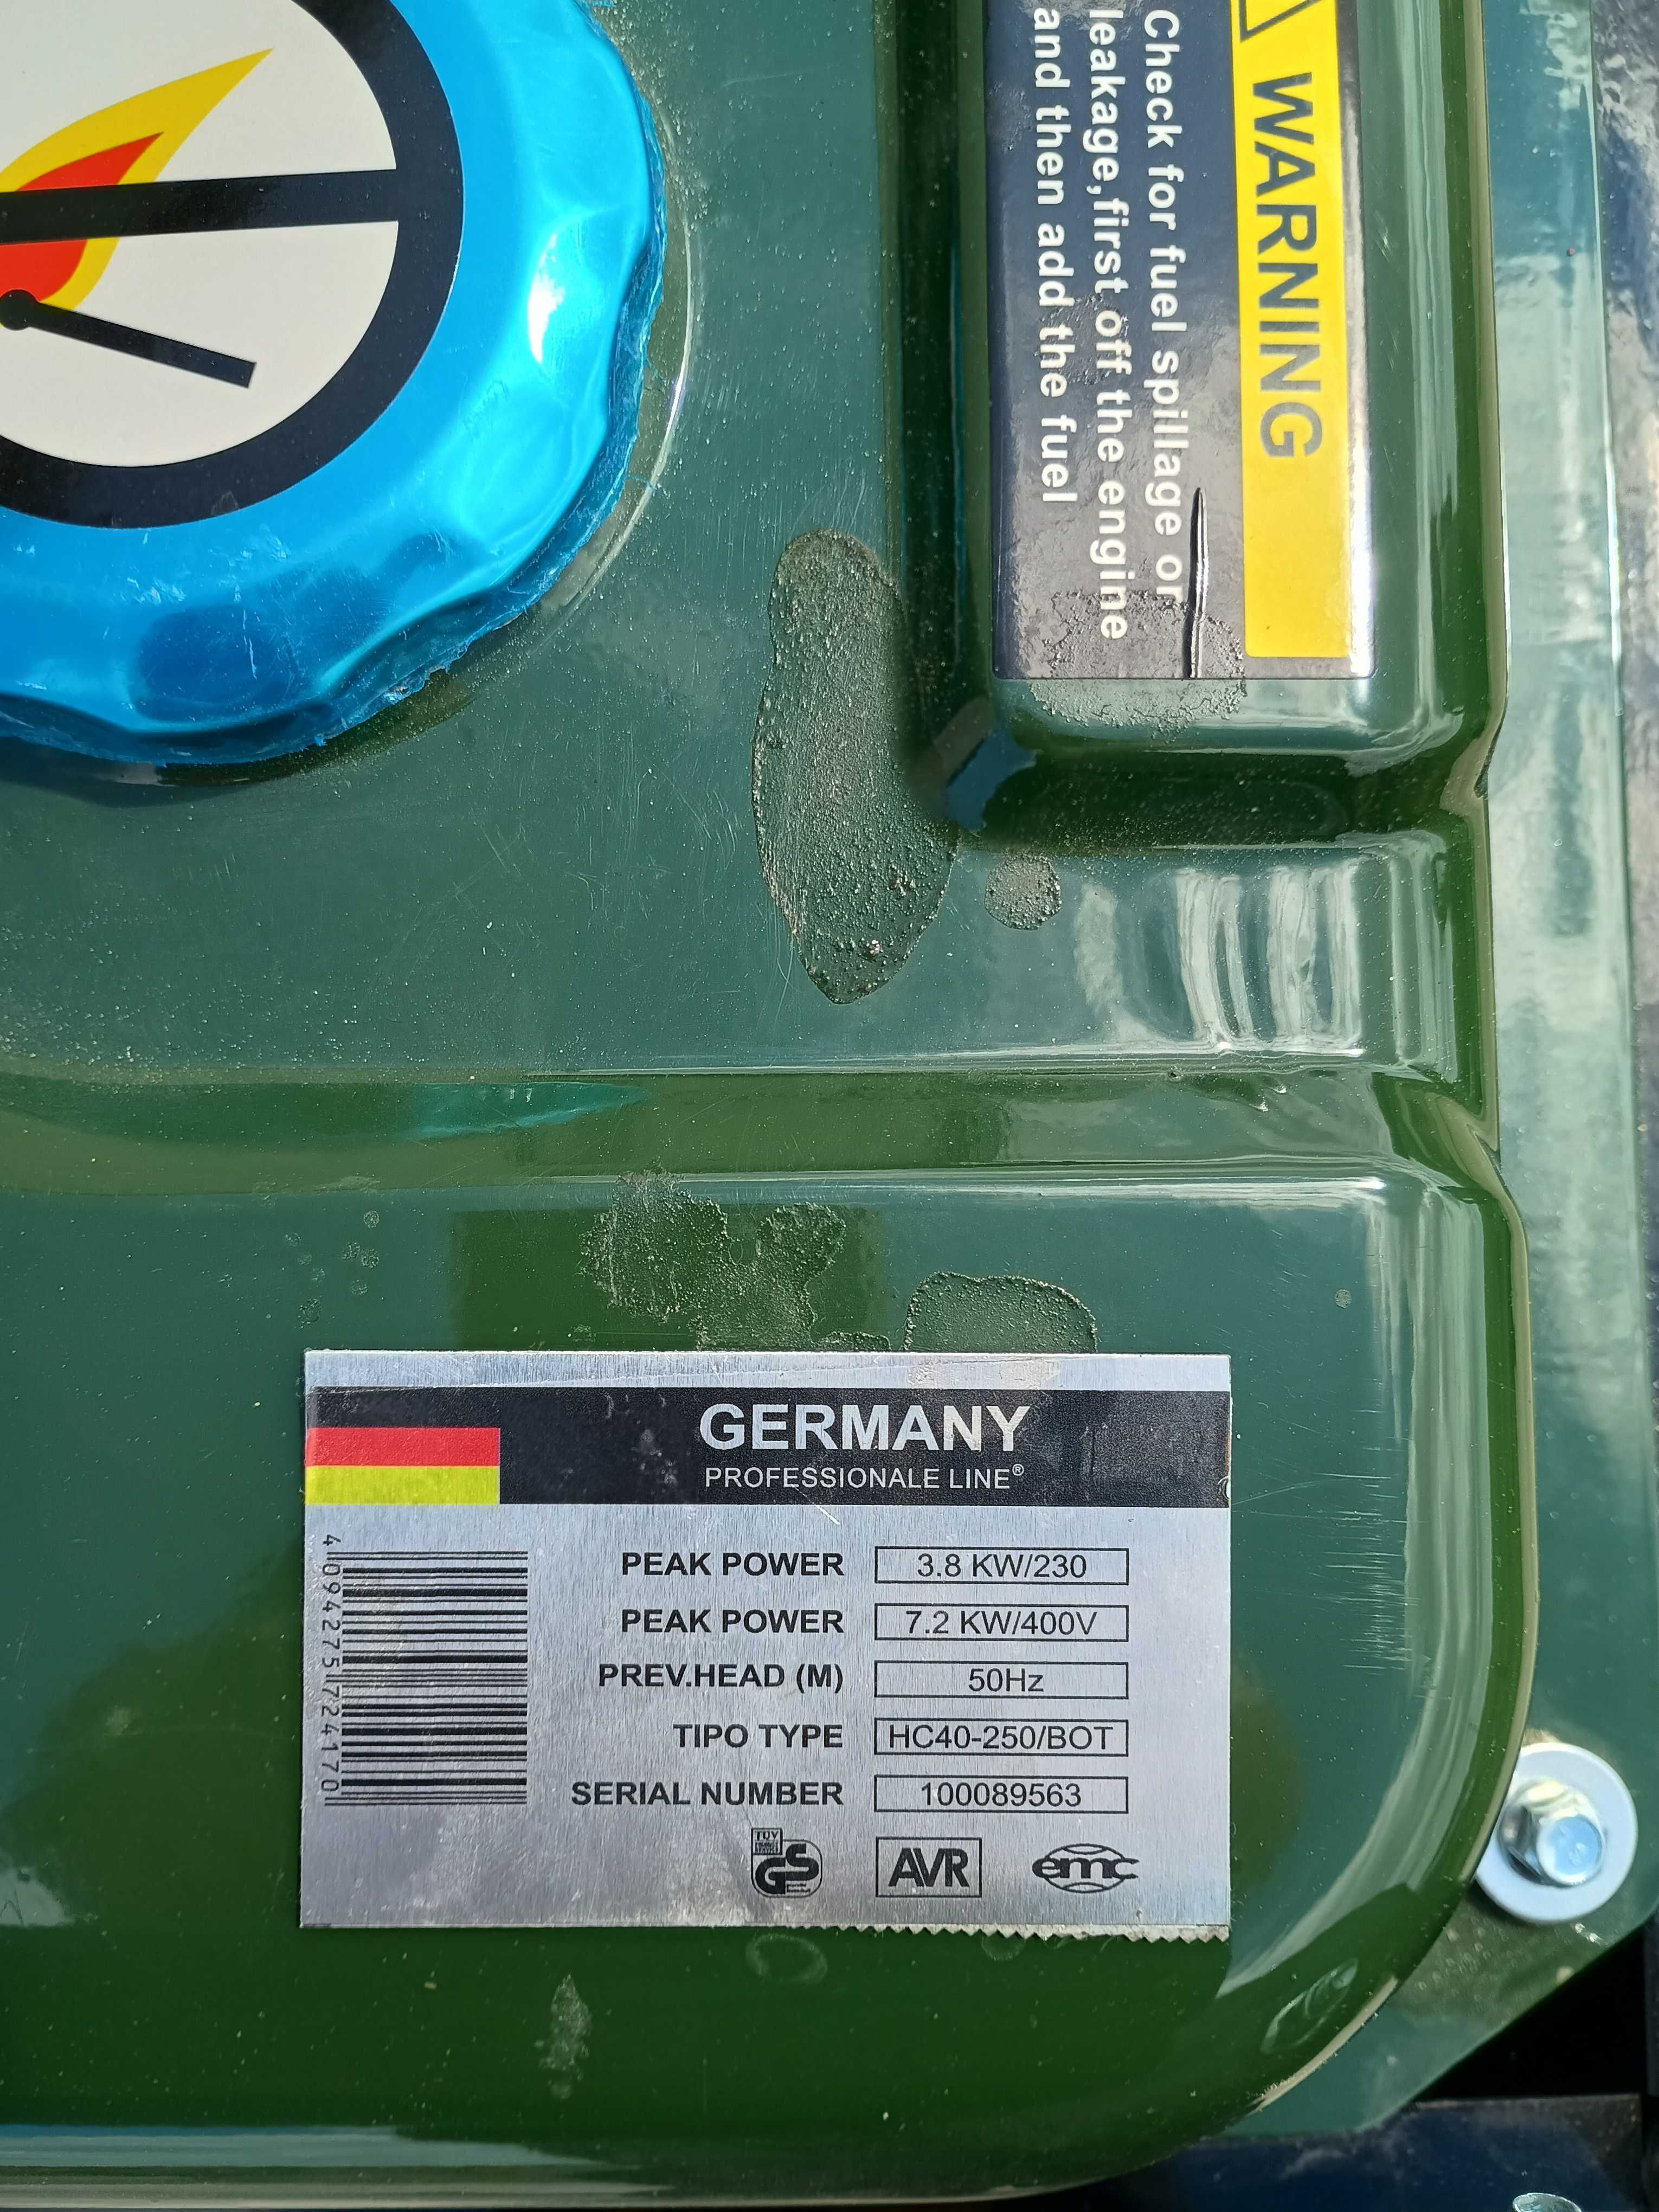 WARNING
Check for fuel spillage or
leakage,first off the engine
and then add the fuel
GERMANY
PROFESSIONALE LINE®
4 094275 724170
PEAK POWER 3.8 KW/230
PEAK POWER 7.2 KW/400V
PREV.HEAD (M) 50Hz
TIPO TYPE HC40-250/BOT
SERIAL NUMBER 100089563
TÜV GS AVR emc